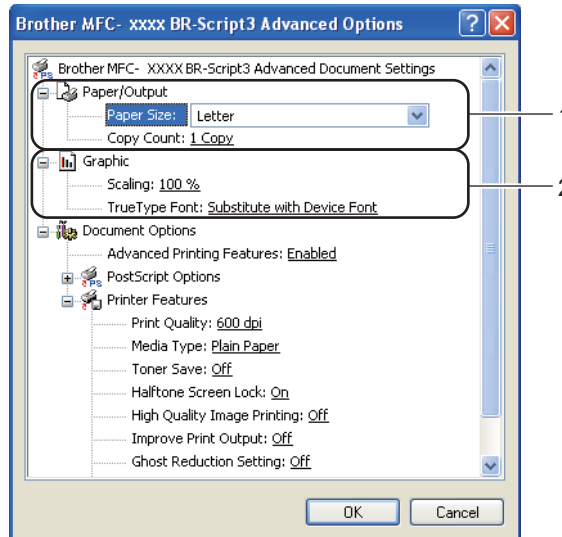 Brother MFC- xxxx BR-Script3 Advanced Options
Brother MFC- XXXX BR-Script3 Advanced Document Settings
Paper/Output
Paper Size: Letter
Copy Count: 1 Copy
Graphic
Scaling: 100 %
TrueType Font: Substitute with Device Font
Document Options
Advanced Printing Features: Enabled
PostScript Options
Printer Features
Print Quality: 600 dpi
Media Type: Plain Paper
Toner Save: Off
Halftone Screen Lock: On
High Quality Image Printing: Off
Improve Print Output: Off
Ghost Reduction Setting: Off
OK Cancel